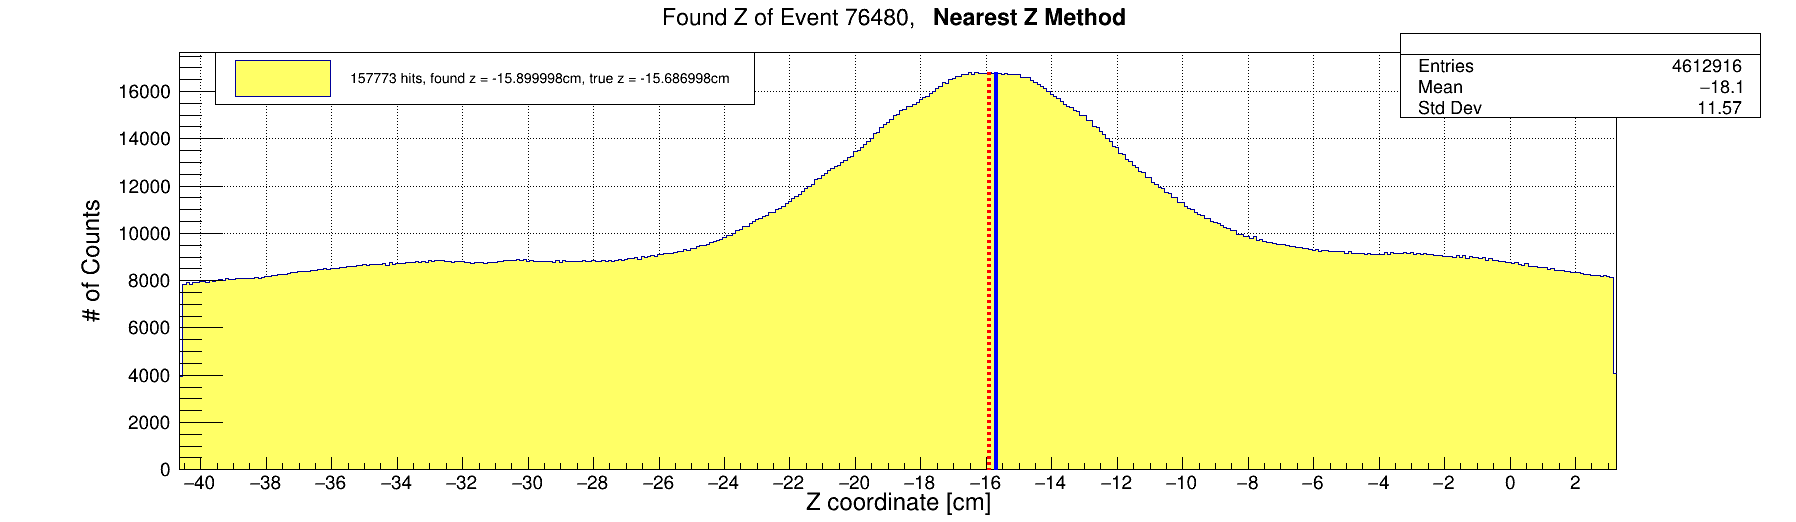 Found Z of Event 76480, Nearest Z Method
157773 hits, found z = -15.899998cm, true z = -15.686998cm
Entries 4612916
Mean −18.1
Std Dev 11.57
# of Counts
16000
14000
12000
10000
8000
6000
4000
2000
0
−40 −38 −36 −34 −32 −30 −28 −26 −24 −22 −20 −18 −16 −14 −12 −10 −8 −6 −4 −2 0 2
Z coordinate [cm]